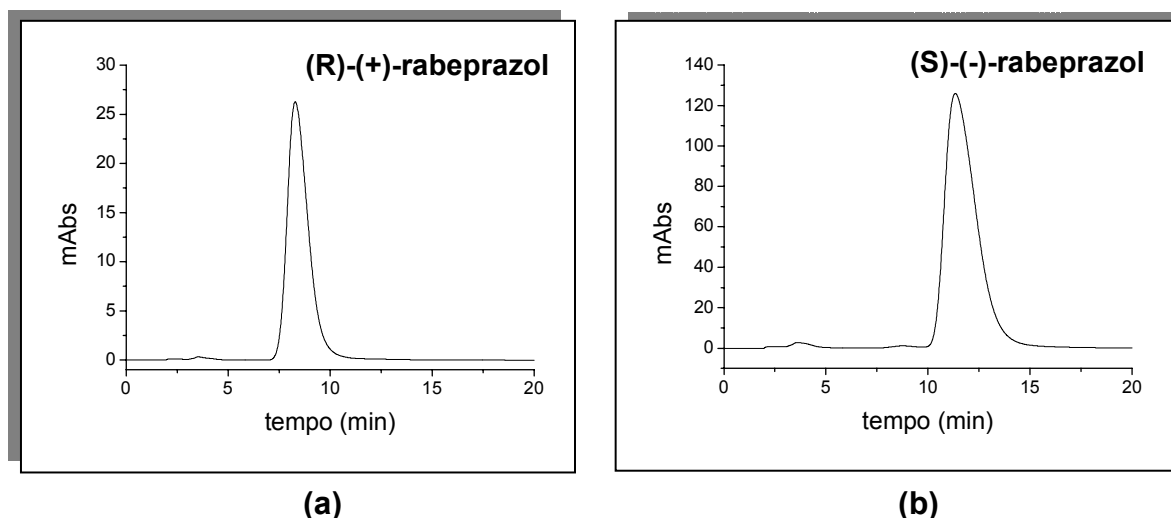 (R)-(+)-rabeprazol
30
25
20
15
10
5
0
mAbs
0 5 10 15 20
tempo (min)
(a)
(S)-(-)-rabeprazol
140
120
100
80
60
40
20
0
mAbs
0 5 10 15 20
tempo (min)
(b)